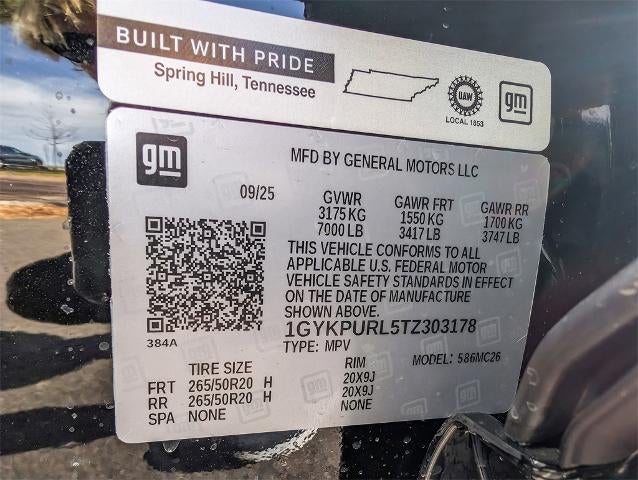 BUILT WITH PRIDE
Spring Hill, Tennessee
UAW
LOCAL 1853
gm
gm
MFD BY GENERAL MOTORS LLC
09/25 GVWR GAWR FRT GAWR RR
3175 KG 1550 KG 1700 KG
7000 LB 3417 LB 3747 LB
THIS VEHICLE CONFORMS TO ALL
APPLICABLE U.S. FEDERAL MOTOR
VEHICLE SAFETY STANDARDS IN EFFECT
ON THE DATE OF MANUFACTURE
SHOWN ABOVE.
1GYKPURL5TZ303178
384A
TYPE: MPV MODEL: 586MC26
TIRE SIZE RIM
FRT 265/50R20 H 20X9J
RR 265/50R20 H 20X9J
SPA NONE NONE